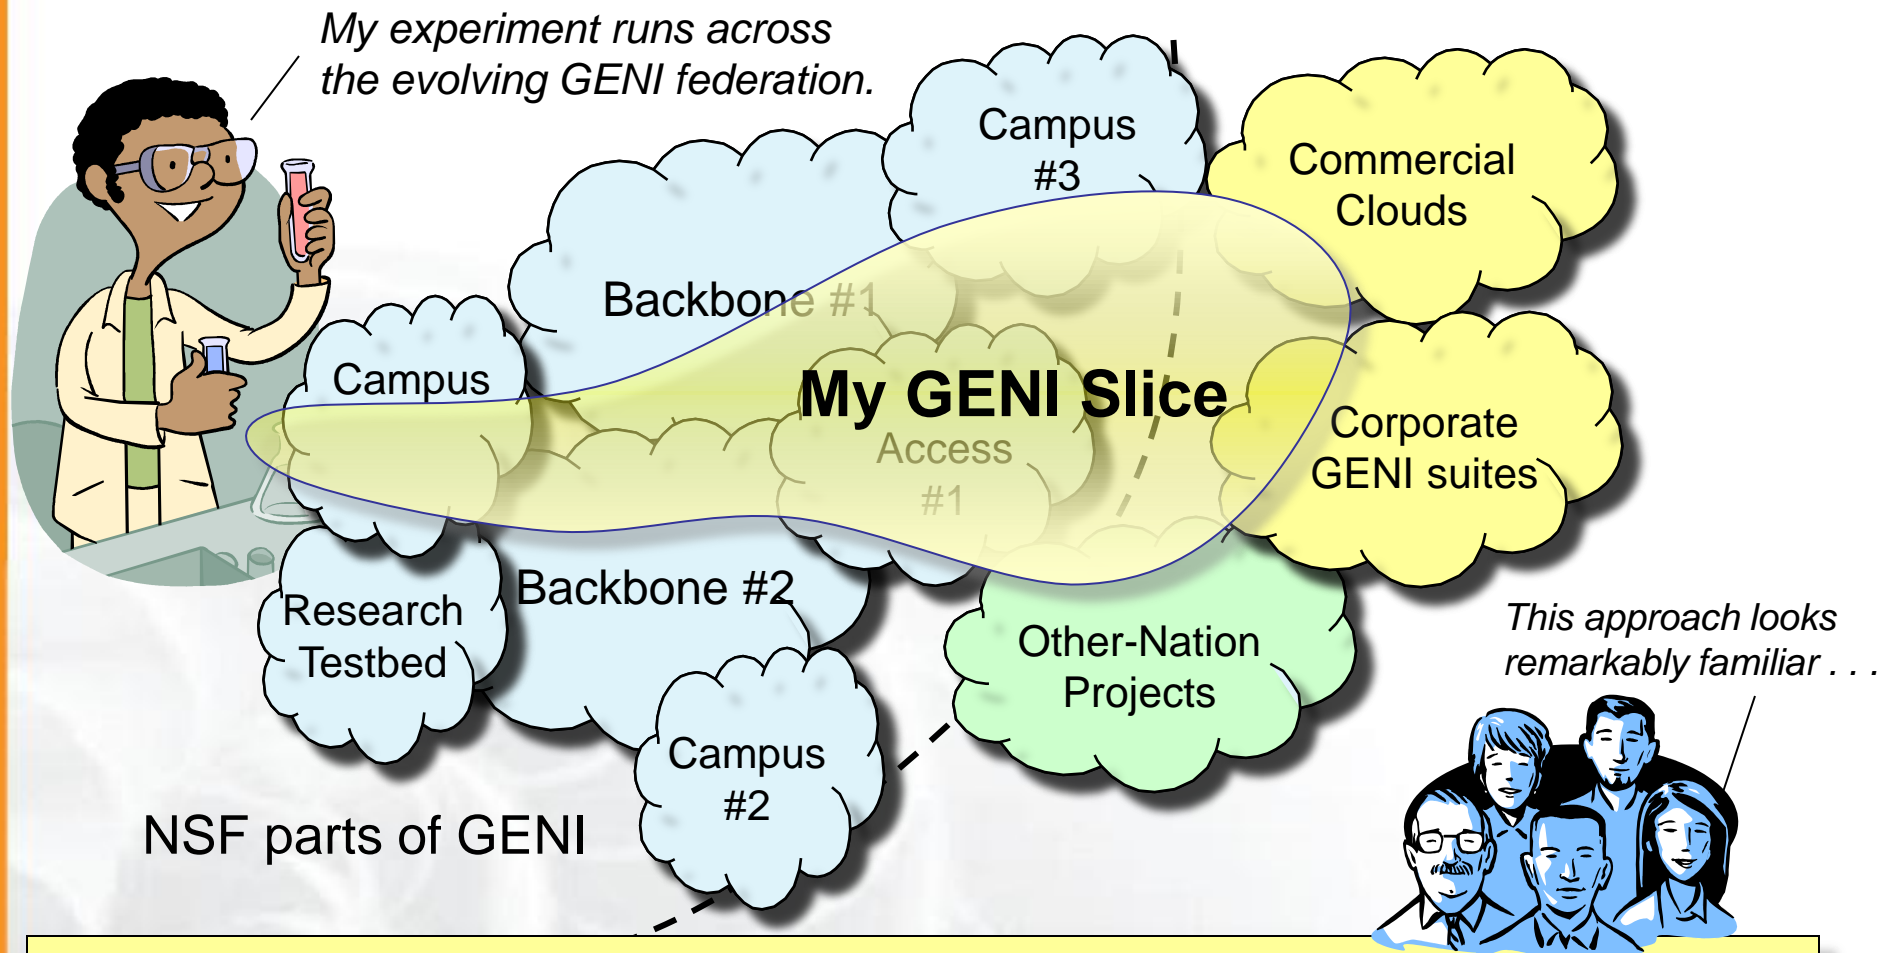 My experiment runs across
the evolving GENI federation.
Campus
#3
Commercial
Clouds
Backbone #1
Campus
My GENI Slice
Access
#1
Corporate
GENI suites
Backbone #2
Research
Testbed
Other-Nation
Projects
This approach looks
remarkably familiar . . .
Campus
#2
NSF parts of GENI